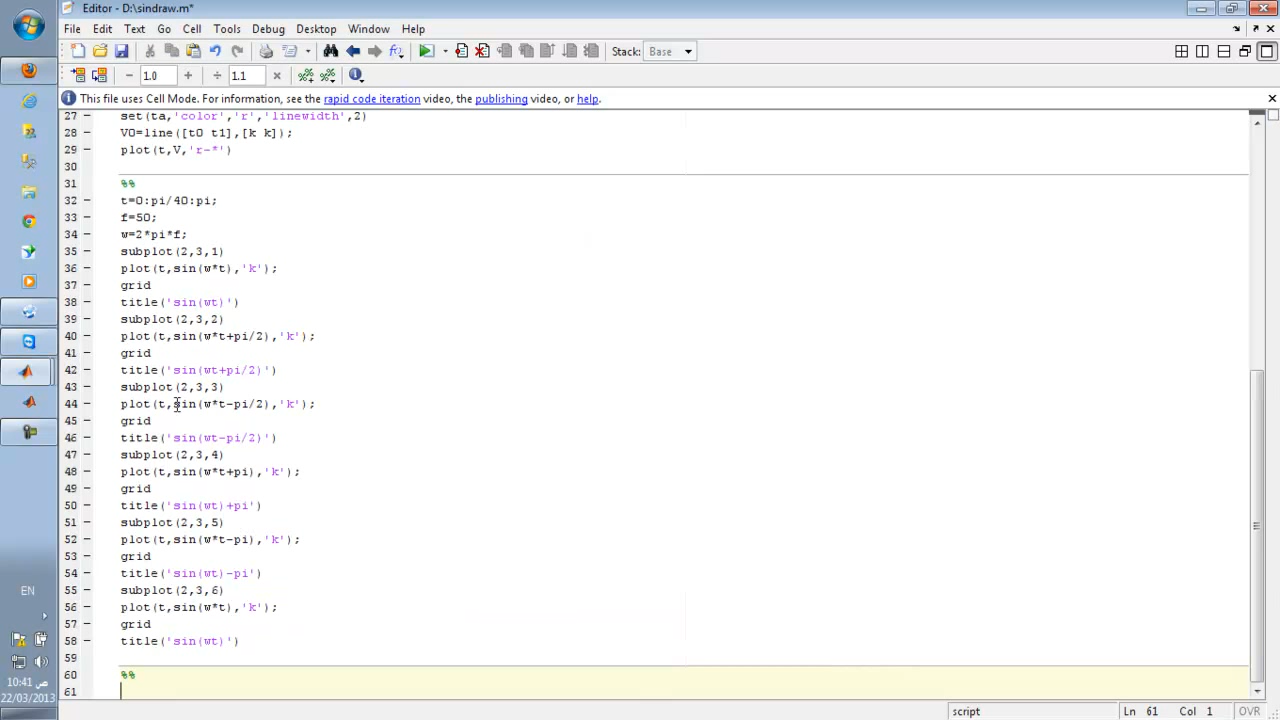 Editor - D:\sindraw.m*
File Edit Text Go Cell Tools Debug Desktop Window Help
Stack: Base
1.0 1.1
This file uses Cell Mode. For information, see the rapid code iteration video, the publishing video, or help.
27 set(ta,'color','r','linewidth',2)
28 V0=line([t0 t1],[k k]);
29 plot(t,V,'r-*')
30
31 %%
32 t=0:pi/40:pi;
33 f=50;
34 w=2*pi*f;
35 subplot(2,3,1)
36 plot(t,sin(w*t),'k');
37 grid
38 title('sin(wt)')
39 subplot(2,3,2)
40 plot(t,sin(w*t+pi/2),'k');
41 grid
42 title('sin(wt+pi/2)')
43 subplot(2,3,3)
44 plot(t,sin(w*t-pi/2),'k');
45 grid
46 title('sin(wt-pi/2)')
47 subplot(2,3,4)
48 plot(t,sin(w*t+pi),'k');
49 grid
50 title('sin(wt)+pi')
51 subplot(2,3,5)
52 plot(t,sin(w*t-pi),'k');
53 grid
54 title('sin(wt)-pi')
55 subplot(2,3,6)
56 plot(t,sin(w*t),'k');
57 grid
58 title('sin(wt)')
59
60 %%
61
EN
10:41 ص
22/03/2013
script Ln 61 Col 1 OVR